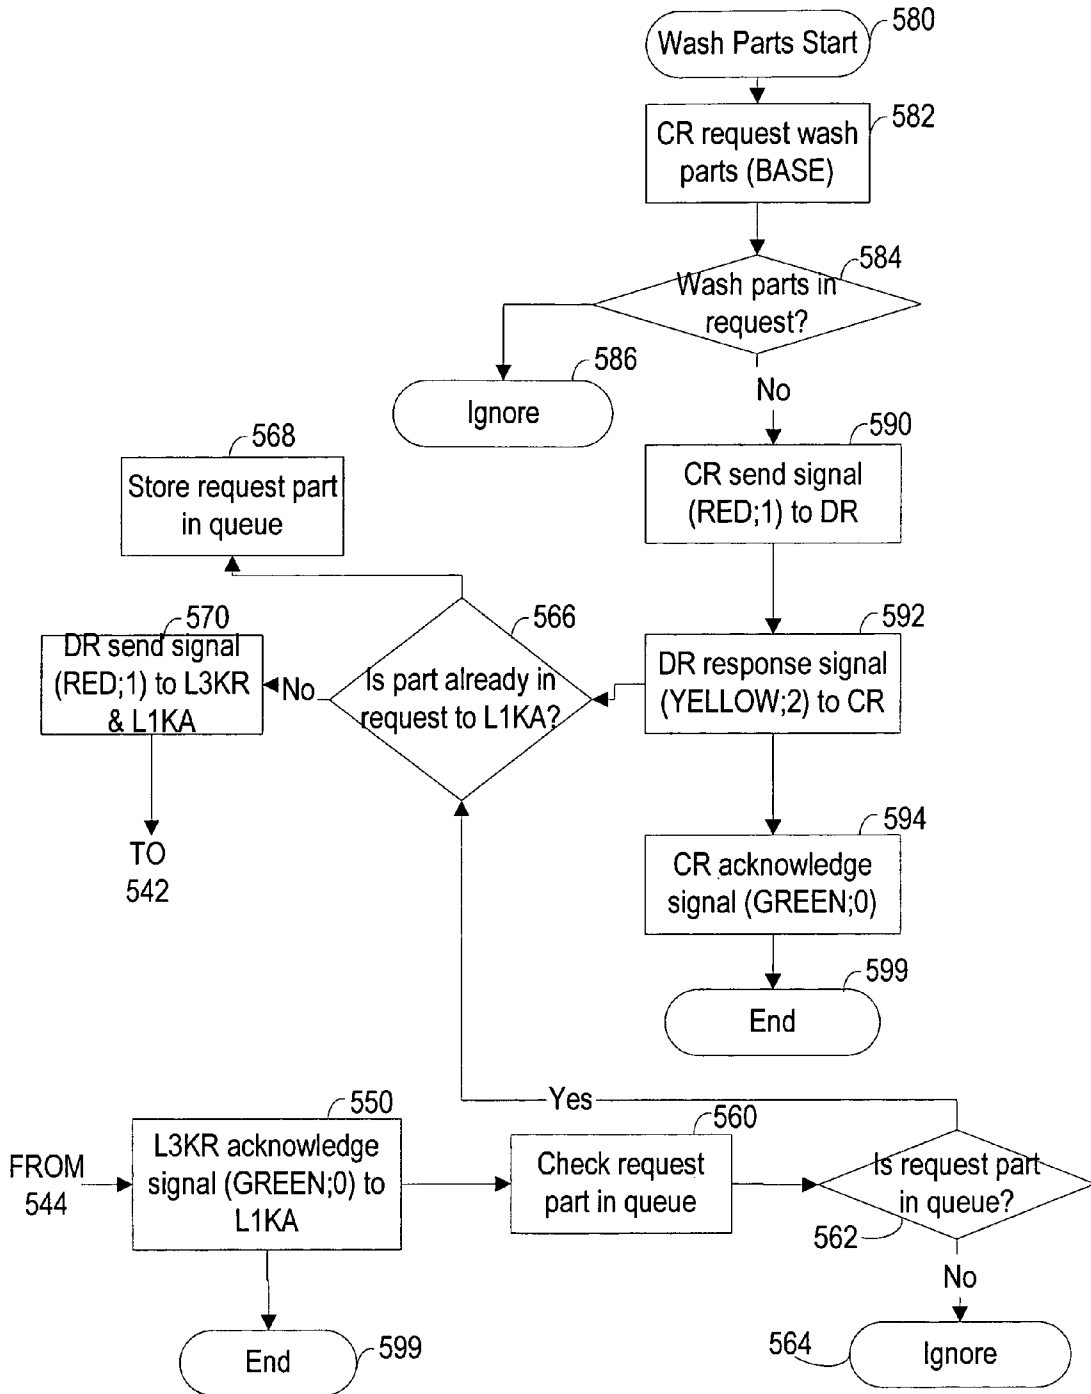 Wash Parts Start
580
CR request wash
parts (BASE)
582
Wash parts in
request?
584
Ignore
586
No
CR send signal
(RED;1) to DR
590
Store request part
in queue
568
DR send signal
(RED;1) to L3KR
& L1KA
570
No
Is part already in
request to L1KA?
566
DR response signal
(YELLOW;2) to CR
592
TO
542
CR acknowledge
signal (GREEN;0)
594
End
599
Yes
FROM
544
L3KR acknowledge
signal (GREEN;0) to
L1KA
550
Check request
part in queue
560
Is request part
in queue?
562
No
End
599
Ignore
564